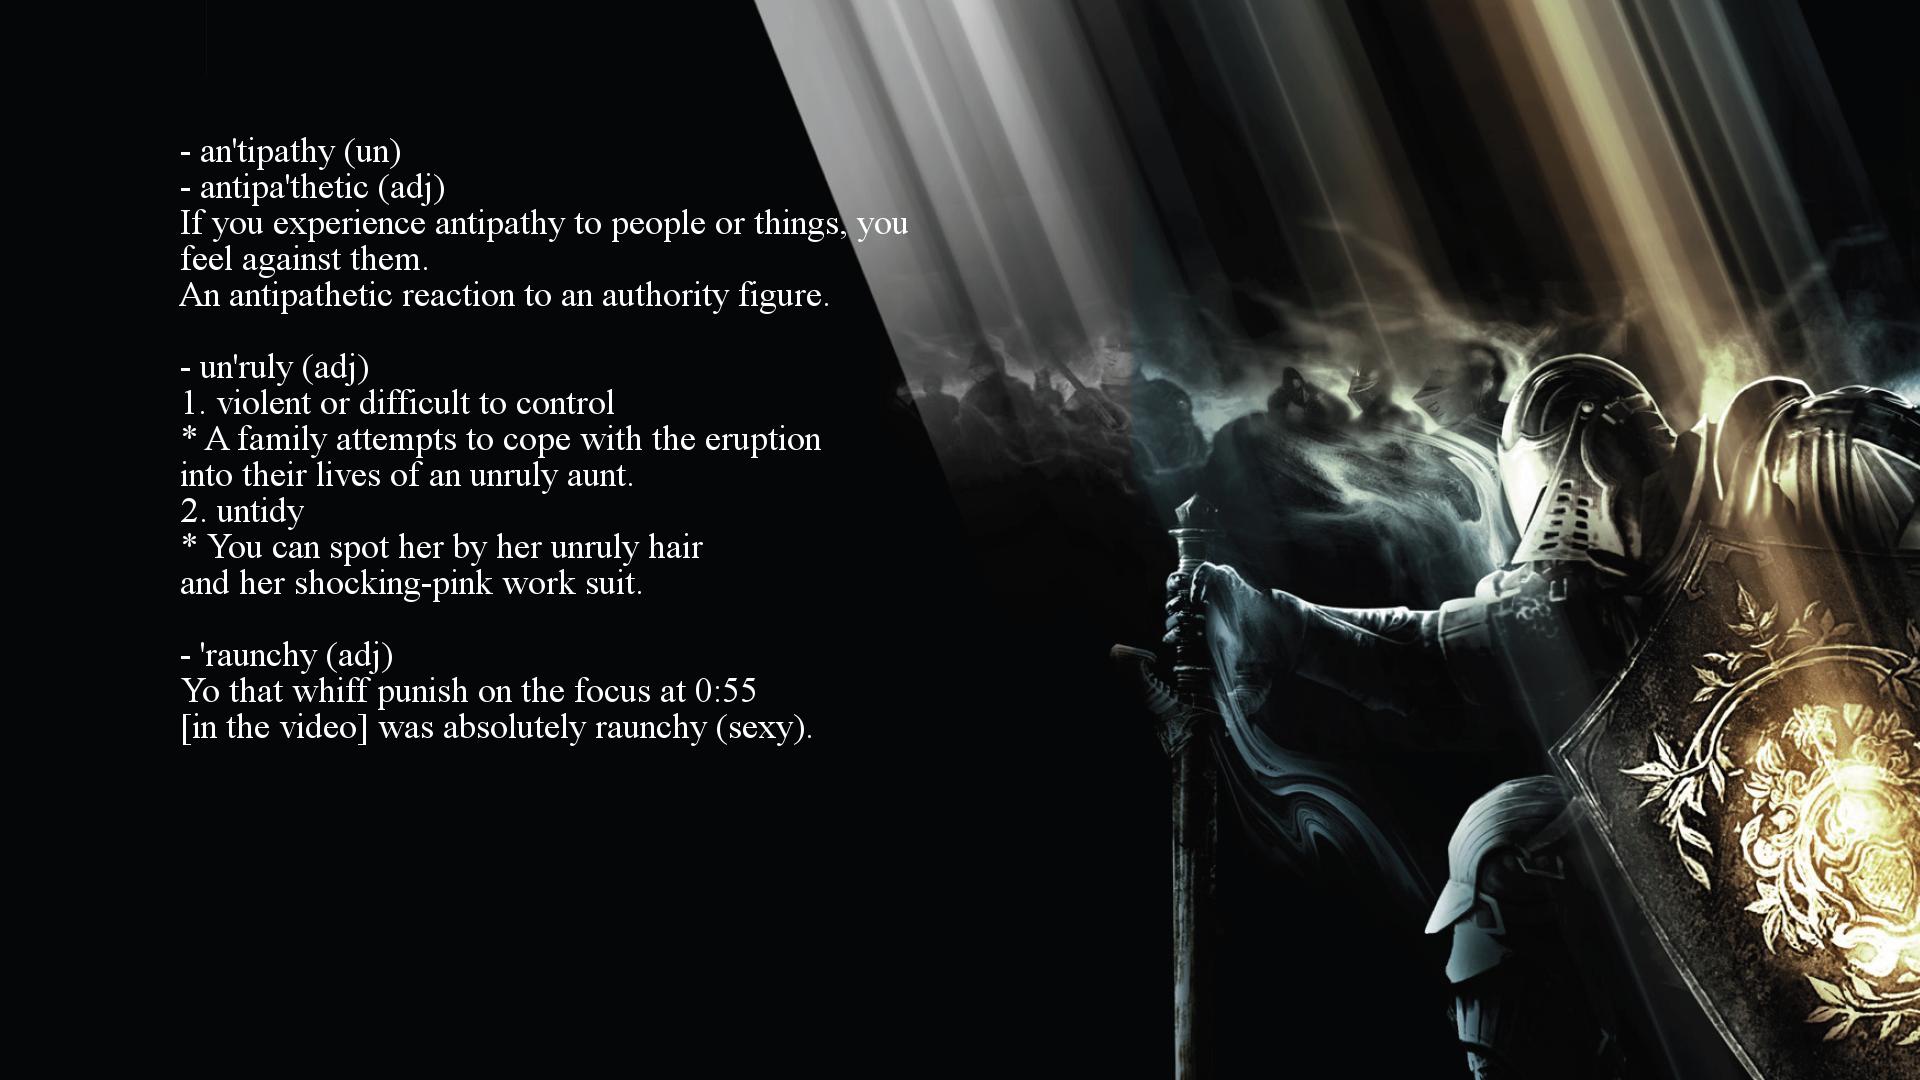 - an'tipathy (un)
- antipa'thetic (adj)
If you experience antipathy to people or things, you
feel against them.
An antipathetic reaction to an authority figure.
- un'ruly (adj)
1. violent or difficult to control
* A family attempts to cope with the eruption
into their lives of an unruly aunt.
2. untidy
* You can spot her by her unruly hair
and her shocking-pink work suit.
- 'raunchy (adj)
Yo that whiff punish on the focus at 0:55
[in the video] was absolutely raunchy (sexy).